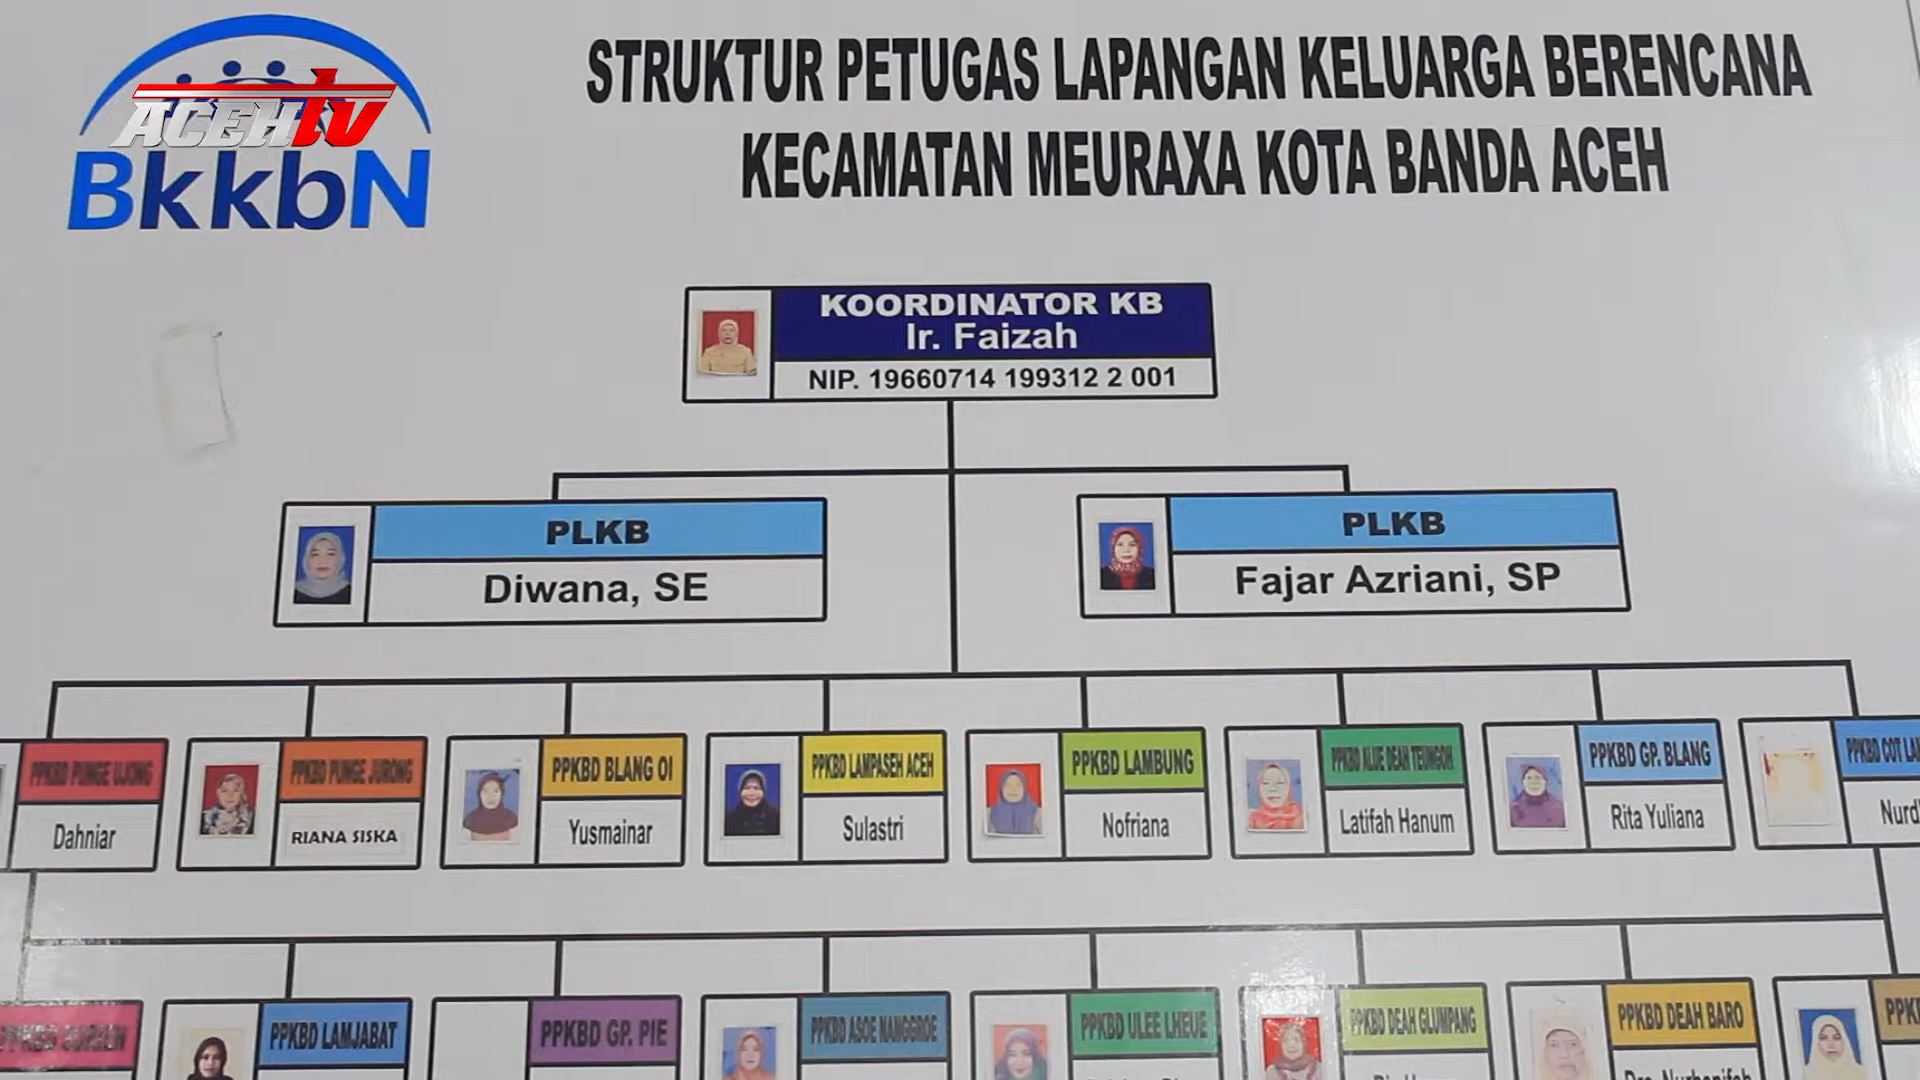 ACEHTV
BkkbN
STRUKTUR PETUGAS LAPANGAN KELUARGA BERENCANA
KECAMATAN MEURAXA KOTA BANDA ACEH
KOORDINATOR KB
Ir. Faizah
NIP. 19660714 199312 2 001
PLKB
Diwana, SE
PLKB
Fajar Azriani, SP
PPKBD PUNGE UJONG
Dahniar
PPKBD PUNGE JURONG
RIANA SISKA
PPKBD BLANG OI
Yusmainar
PPKBD LAMPASEH ACEH
Sulastri
PPKBD LAMBUNG
Nofriana
PPKBD ALUE DEAH TEUNGOH
Latifah Hanum
PPKBD GP. BLANG
Rita Yuliana
PPKBD COT
PPKBD
PPKBD LAMJABAT
PPKBD GP. PIE
PPKBD ASOE NANGGROE
PPKBD ULEE LHEUE
PPKBD DEAH GLUMPANG
PPKBD DEAH BARO